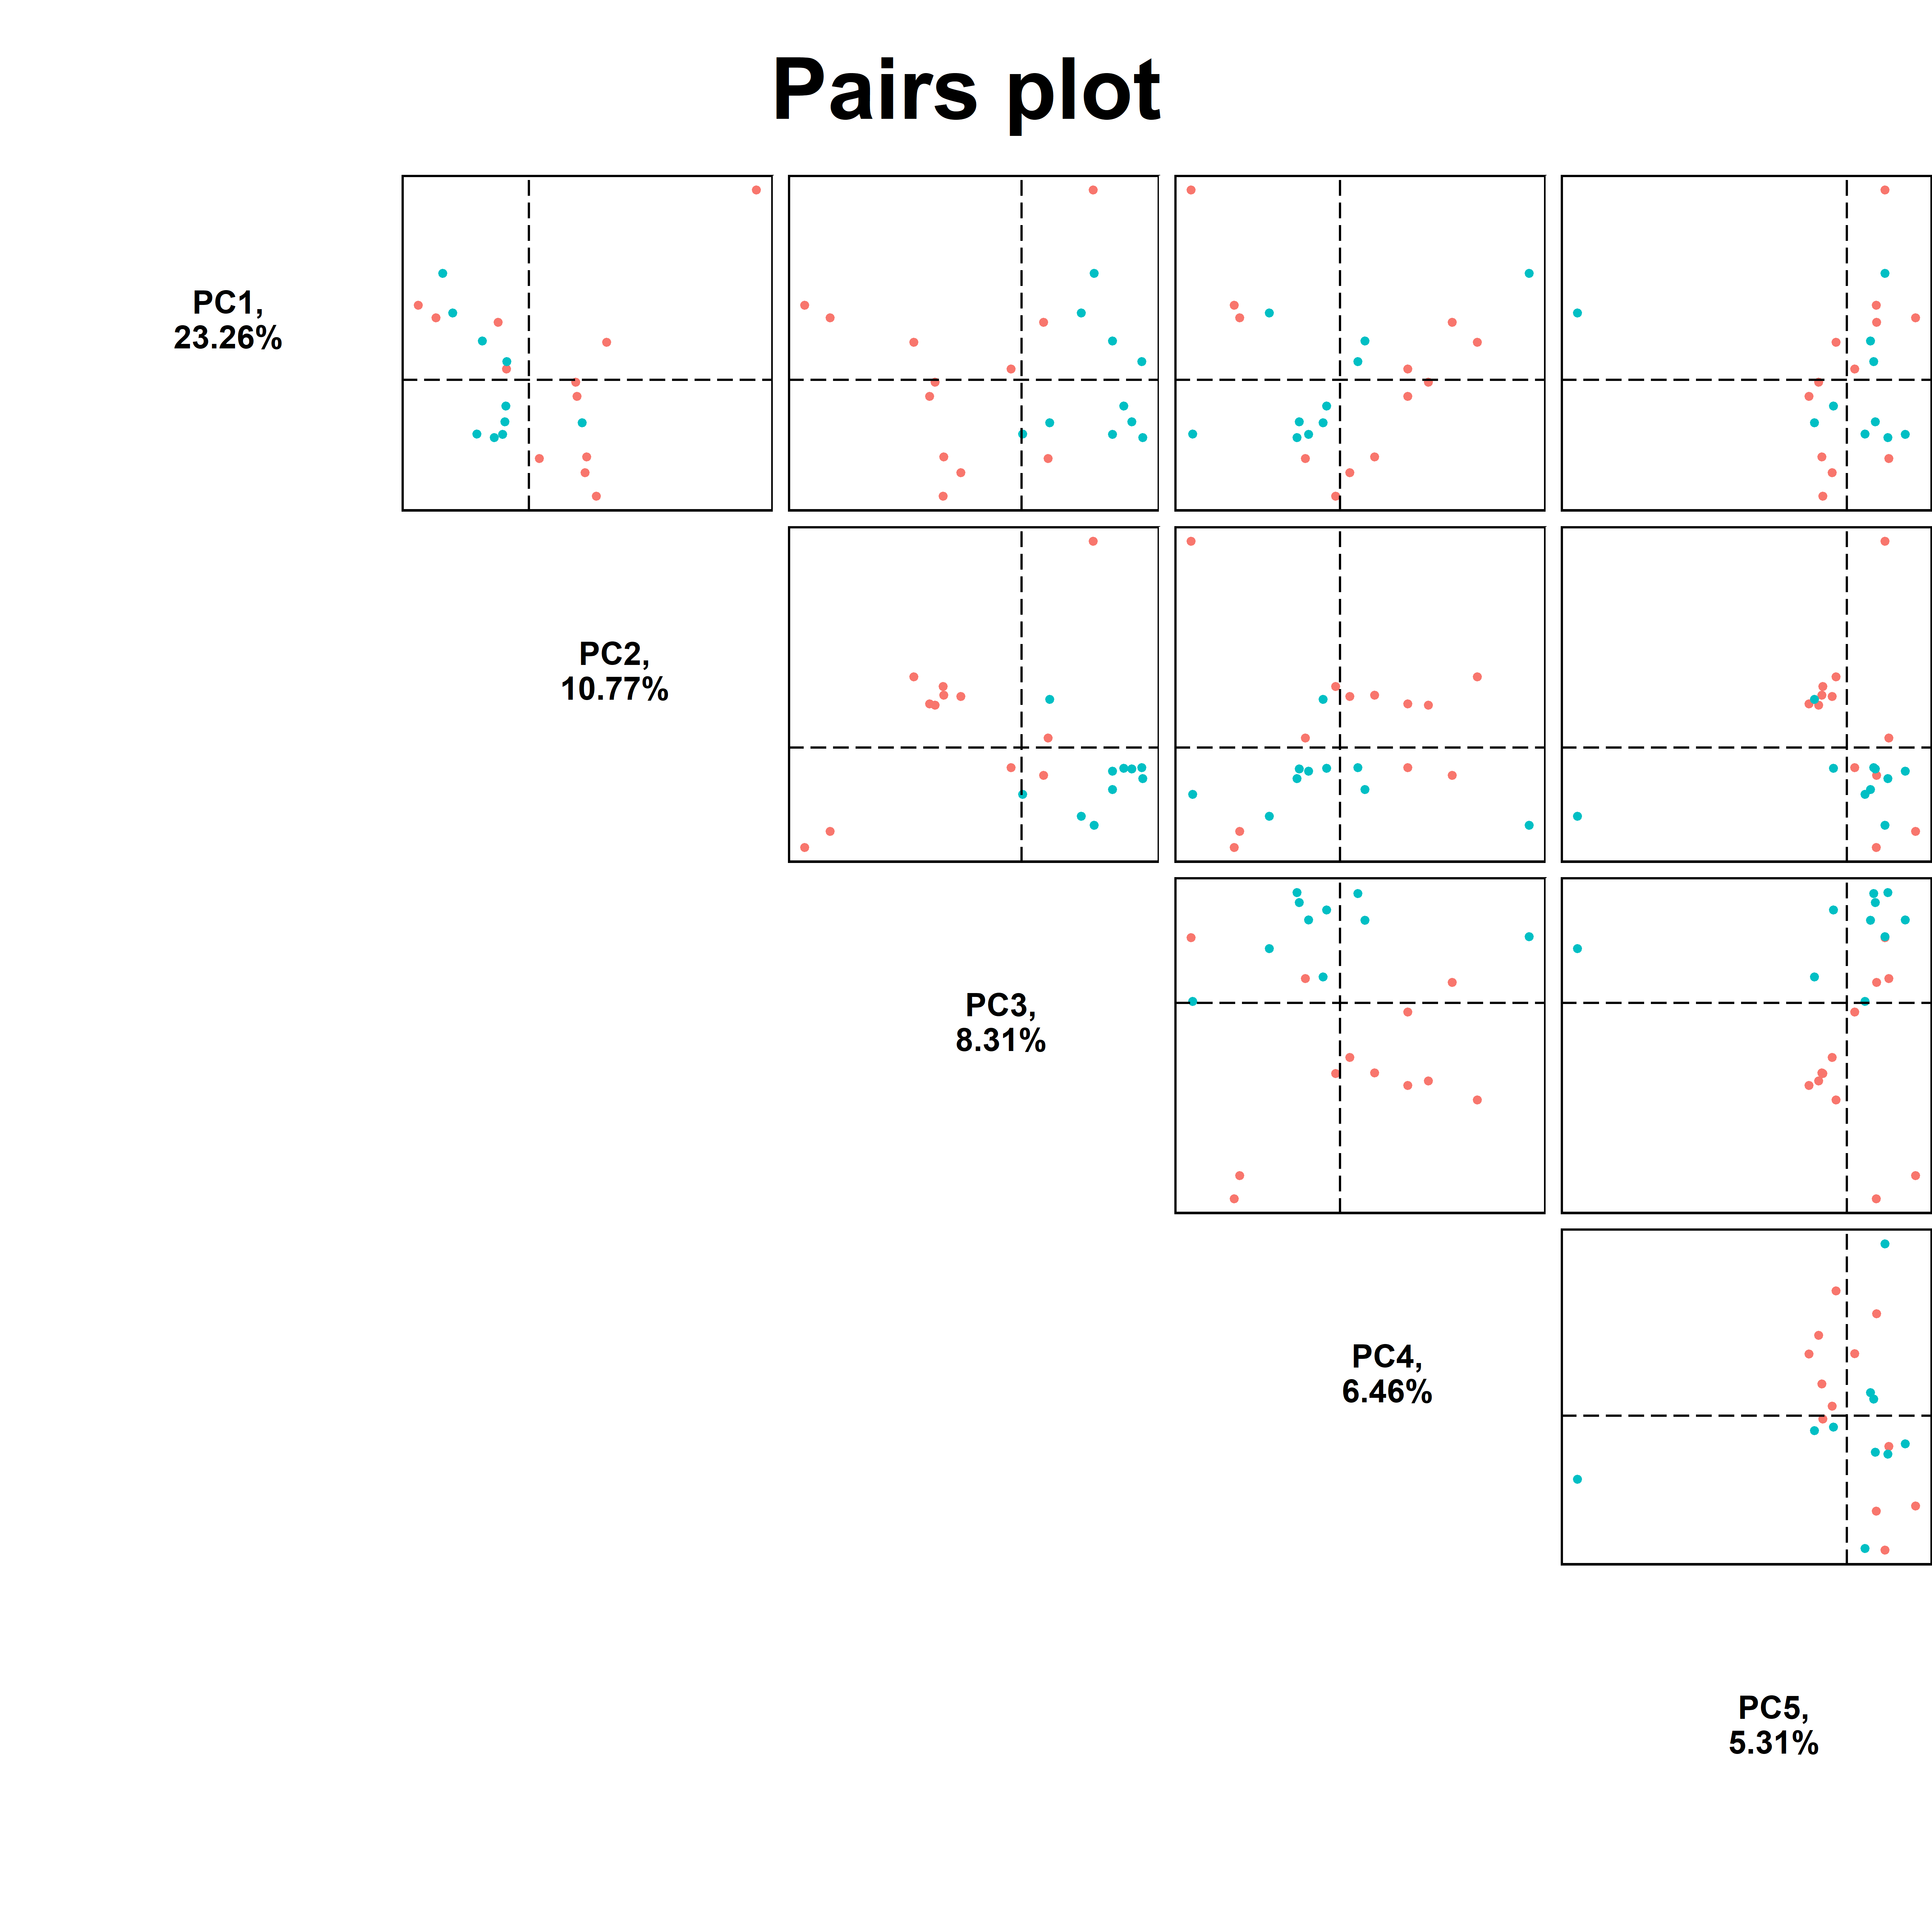 Pairs plot
PC1,
23.26%
PC2,
10.77%
PC3,
8.31%
PC4,
6.46%
PC5,
5.31%